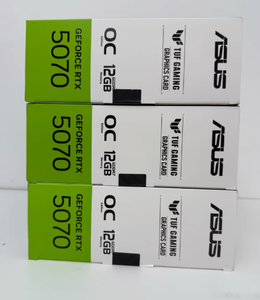 GEFORCE RTX
5070
OC
12GB
TUF GAMING
GRAPHICS CARD
ASUS
GEFORCE RTX
5070
OC
12GB
TUF GAMING
GRAPHICS CARD
ASUS
GEFORCE RTX
5070
OC
12GB
TUF GAMING
GRAPHICS CARD
ASUS